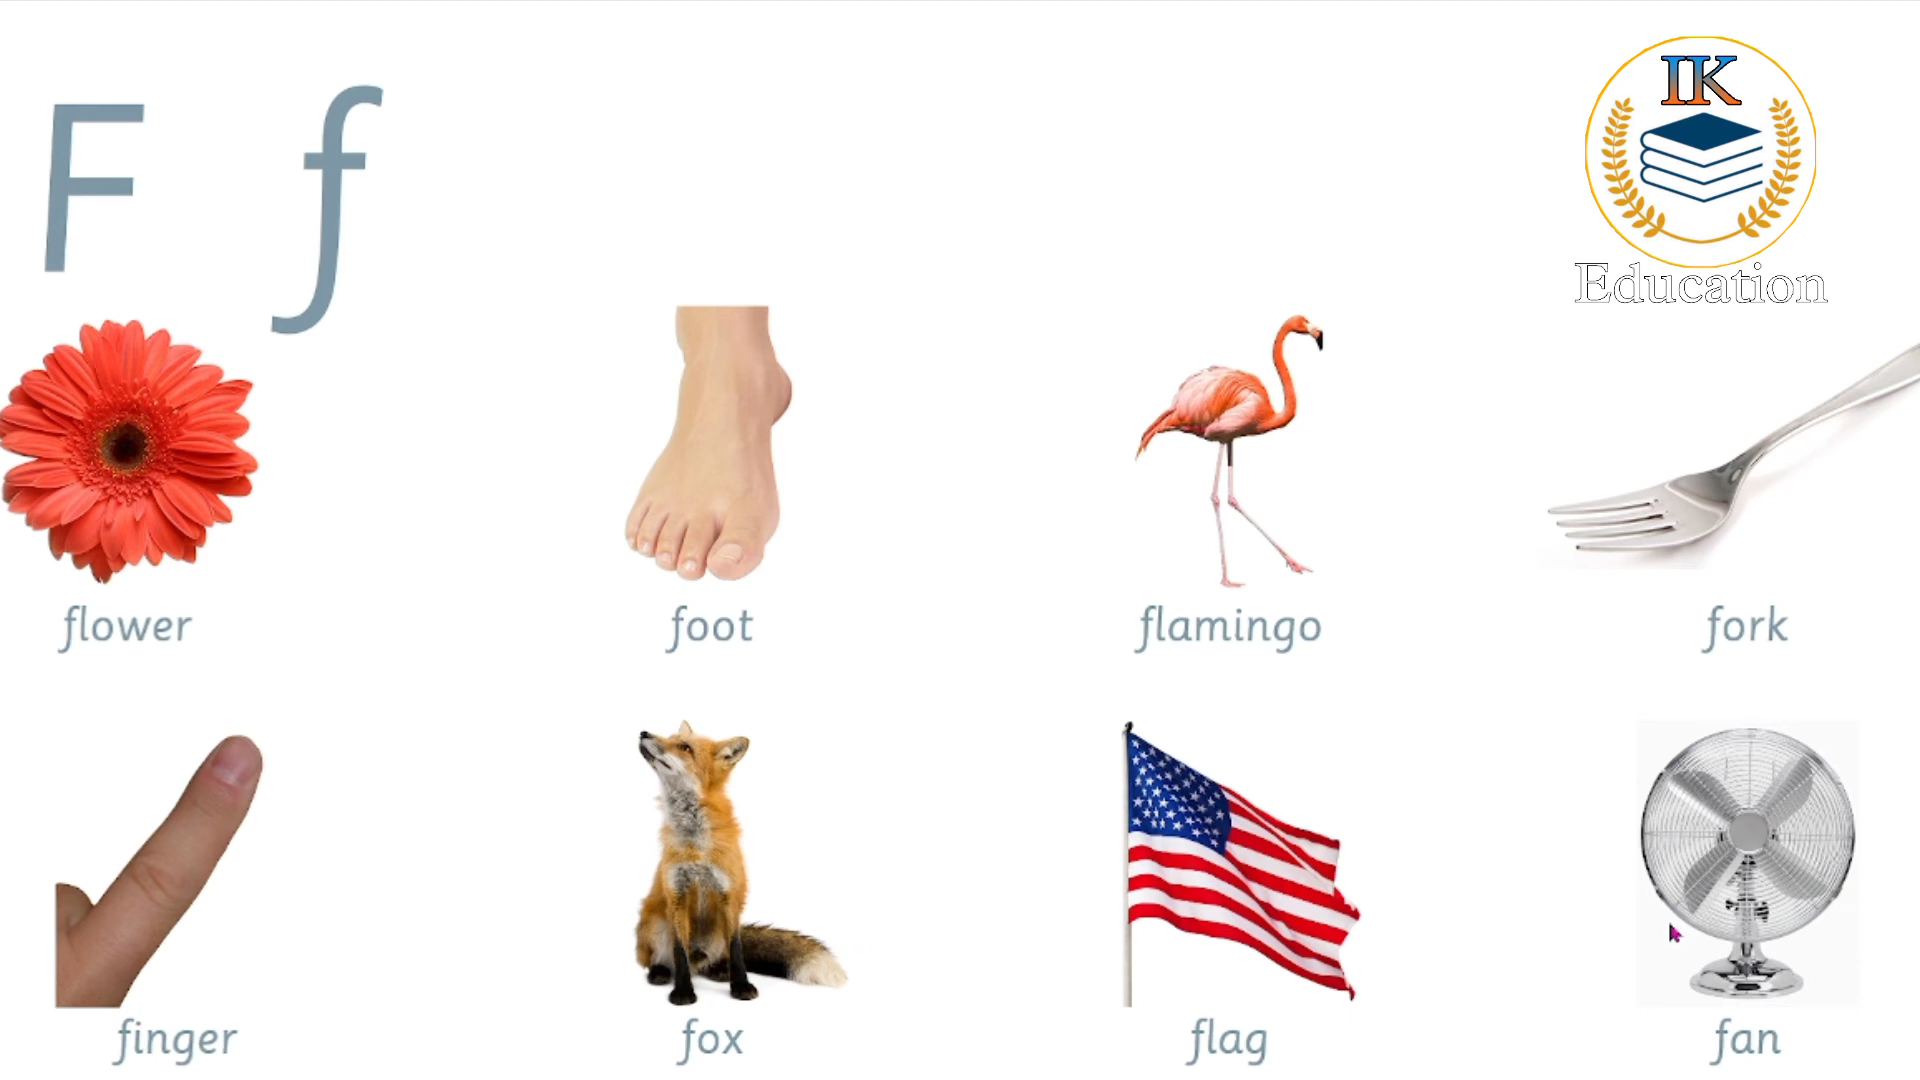 F f
IK
Education
flower foot flamingo fork
finger fox flag fan